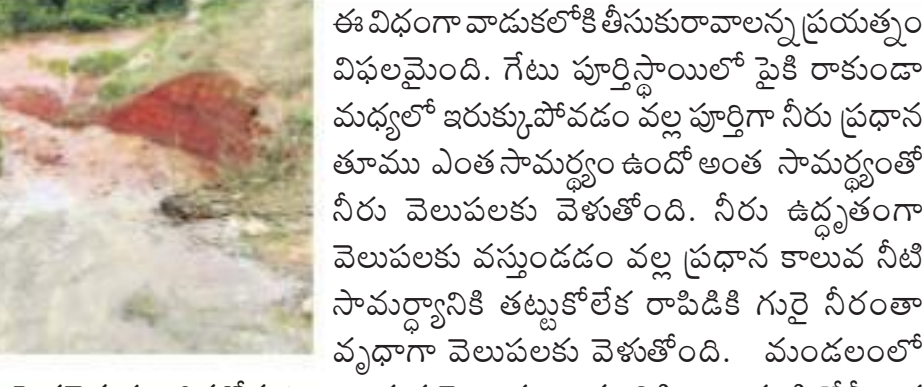 ఈ విధంగా వాడుకలోకి తీసుకురావాలన్న ప్రయత్నం
విఫలమైంది. గేటు పూర్తిస్థాయిలో పైకి రాకుండా
మధ్యలో ఇరుక్కుపోవడం వల్ల పూర్తిగా నీరు ప్రధాన
తూము ఎంత సామర్థ్యం ఉందో అంత సామర్థ్యంతో
నీరు వెలుపలకు వెళుతోంది. నీరు ఉద్ధృతంగా
వెలుపలకు వస్తుండడం వల్ల ప్రధాన కాలువ నీటి
సామర్ధ్యానికి తట్టుకోలేక రాపిడికి గురై నీరంతా
వృధాగా వెలుపలకు వెళుతోంది. మండలంలో